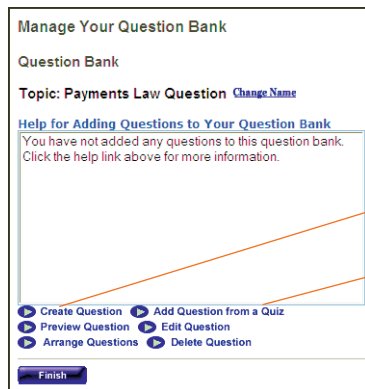 Manage Your Question Bank
Question Bank
Topic: Payments Law Question Change Name
Help for Adding Questions to Your Question Bank
You have not added any questions to this question bank.
Click the help link above for more information.
Create Question Add Question from a Quiz
Preview Question Edit Question
Arrange Questions Delete Question
Finish